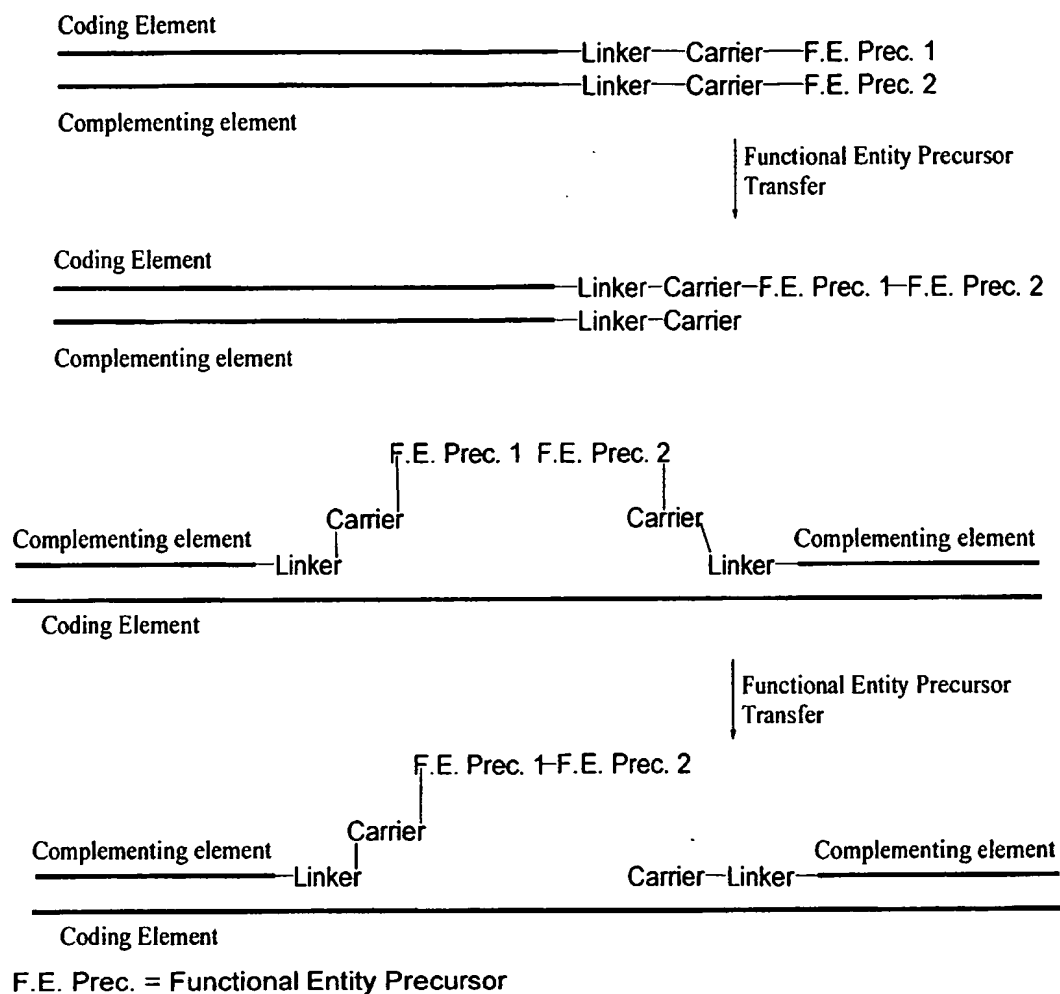 Coding Element
Linker—Carrier—F.E. Prec. 1
Linker—Carrier—F.E. Prec. 2
Complementing element
Functional Entity Precursor
Transfer
Coding Element
Linker—Carrier—F.E. Prec. 1—F.E. Prec. 2
Linker—Carrier
Complementing element
F.E. Prec. 1 F.E. Prec. 2
Carrier Carrier
Complementing element Complementing element
Linker Linker
Coding Element
Functional Entity Precursor
Transfer
F.E. Prec. 1—F.E. Prec. 2
Carrier
Complementing element Complementing element
Linker Carrier—Linker
Coding Element
F.E. Prec. = Functional Entity Precursor